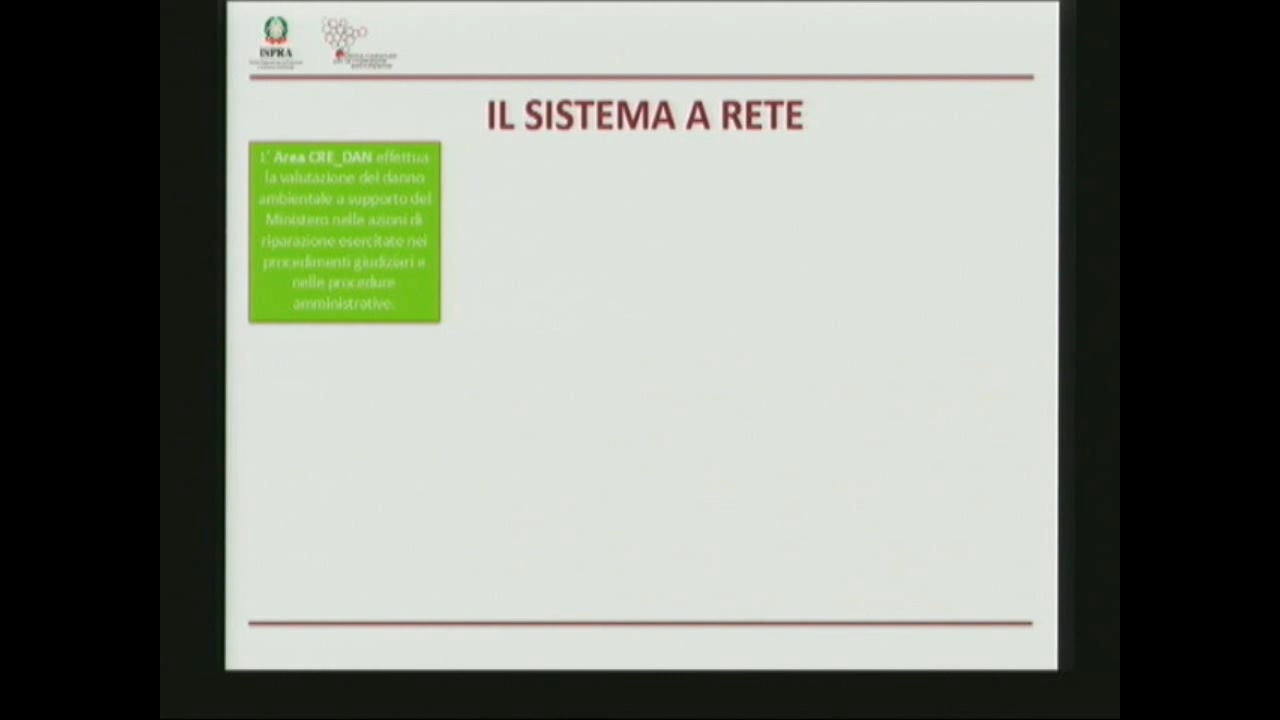 ISPRA
IL SISTEMA A RETE
L' Area CRE_DAN effettua
la valutazione del danno
ambientale a supporto del
Ministero nelle azioni di
riparazione esercitate nei
procedimenti giudiziari e
nelle procedure
amministrative.